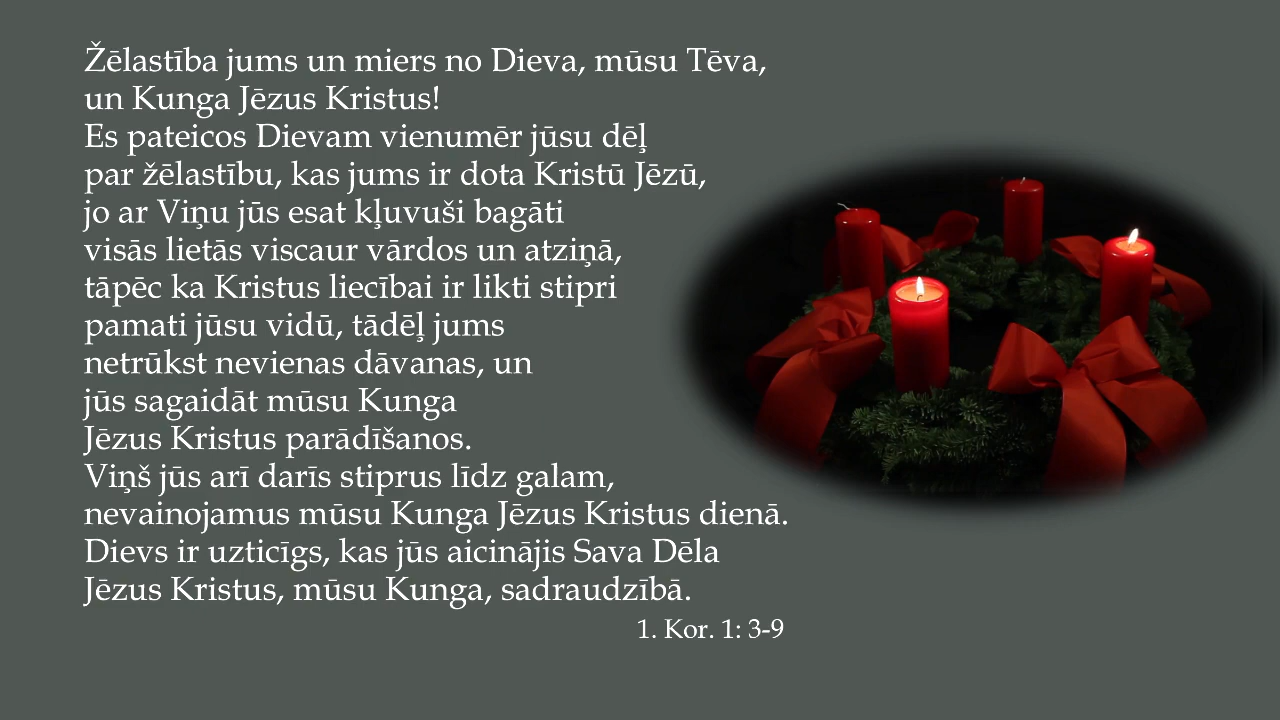 Žēlastība jums un miers no Dieva, mūsu Tēva,
un Kunga Jēzus Kristus!
Es pateicos Dievam vienumēr jūsu dēļ
par žēlastību, kas jums ir dota Kristū Jēzū,
jo ar Viņu jūs esat kļuvuši bagāti
visās lietās viscaur vārdos un atziņā,
tāpēc ka Kristus liecībai ir likti stipri
pamati jūsu vidū, tādēļ jums
netrūkst nevienas dāvanas, un
jūs sagaidāt mūsu Kunga
Jēzus Kristus parādīšanos.
Viņš jūs arī darīs stiprus līdz galam,
nevainojamus mūsu Kunga Jēzus Kristus dienā.
Dievs ir uzticīgs, kas jūs aicinājis Sava Dēla
Jēzus Kristus, mūsu Kunga, sadraudzībā.
1. Kor. 1: 3-9